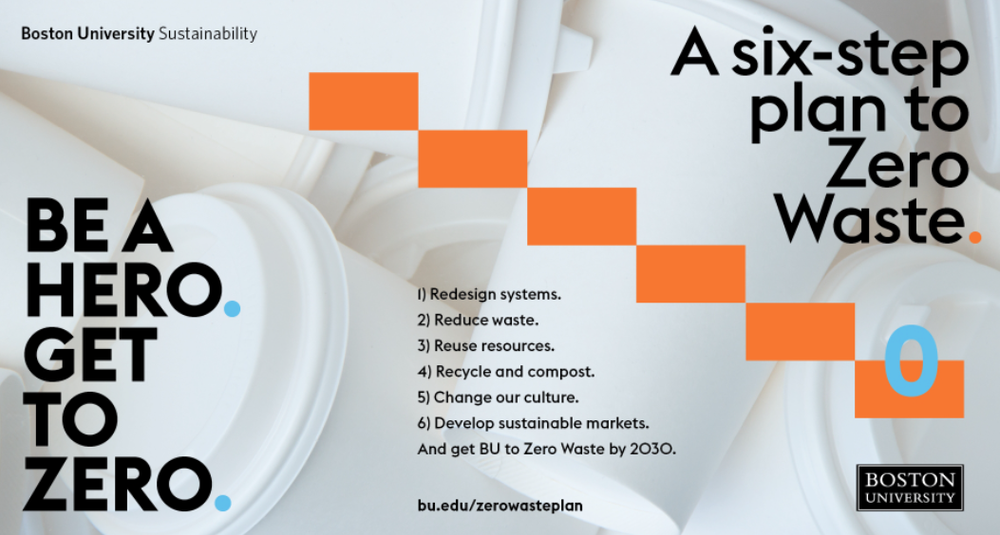 Boston University Sustainability
A six-step
plan to
Zero
Waste.
BE A
HERO.
GET
TO
ZERO.
1) Redesign systems.
2) Reduce waste.
3) Reuse resources.
4) Recycle and compost.
5) Change our culture.
6) Develop sustainable markets.
And get BU to Zero Waste by 2030.
bu.edu/zerowasteplan
0
BOSTON
UNIVERSITY